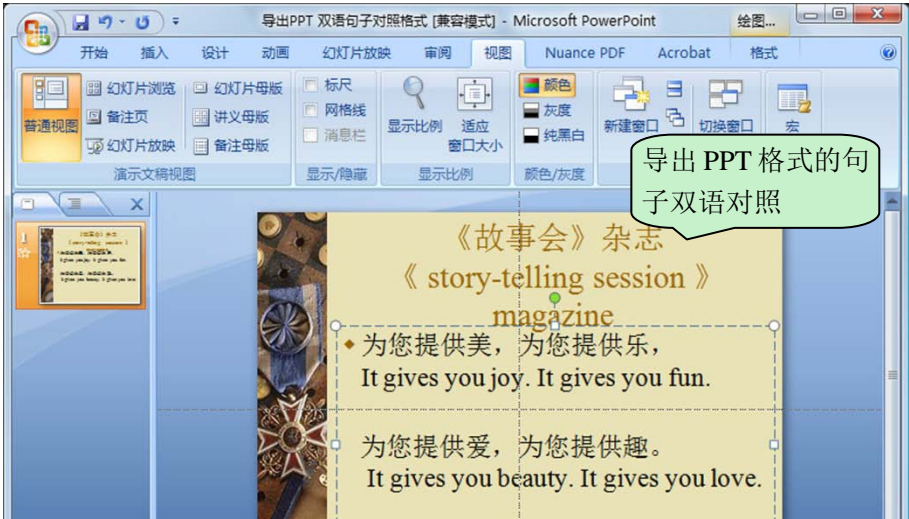 导出PPT 双语句子对照格式 [兼容模式] - Microsoft PowerPoint
绘图...
开始 插入 设计 动画 幻灯片放映 审阅 视图 Nuance PDF Acrobat 格式
普通视图
幻灯片浏览
备注页
幻灯片放映
幻灯片母版
讲义母版
备注母版
演示文稿视图
标尺
网格线
消息栏
显示/隐藏
显示比例
适应
窗口大小
显示比例
颜色
灰度
纯黑白
颜色/灰度
新建窗口
切换窗口
宏
导出 PPT 格式的句
子双语对照
1
《故事会》杂志
《 story-telling session 》
magazine
为您提供美，为您提供乐，
It gives you joy. It gives you fun.
为您提供爱，为您提供趣。
It gives you beauty. It gives you love.